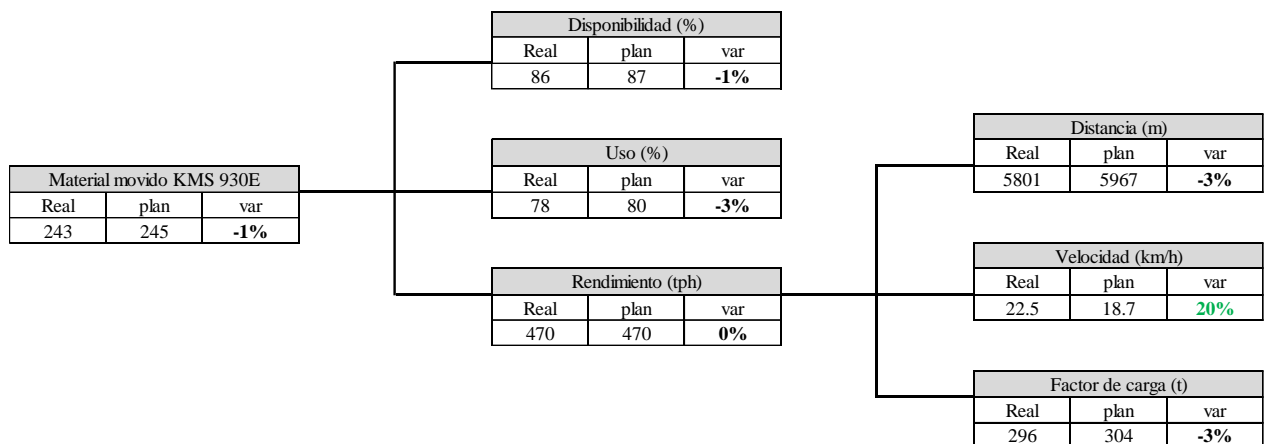 Disponibilidad (%)
Real plan var
86 87 -1%
Uso (%)
Real plan var
78 80 -3%
Material movido KMS 930E
Real plan var
243 245 -1%
Rendimiento (tph)
Real plan var
470 470 0%
Distancia (m)
Real plan var
5801 5967 -3%
Velocidad (km/h)
Real plan var
22.5 18.7 20%
Factor de carga (t)
Real plan var
296 304 -3%